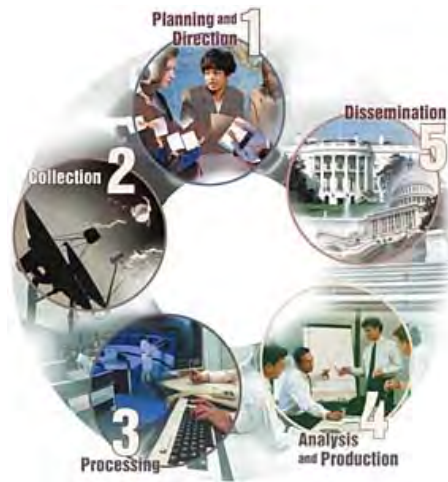 Planning and
Direction
1
Collection
2
3
Processing
4
Analysis
and Production
Dissemination
5